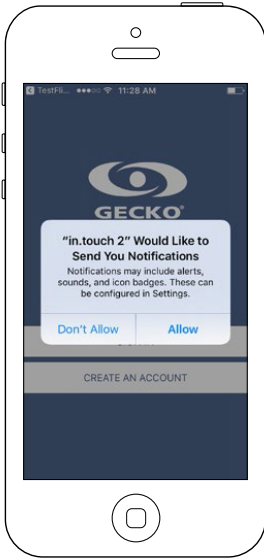 TestFli... 11:28 AM
GECKO®
“in.touch 2” Would Like to
Send You Notifications
Notifications may include alerts,
sounds, and icon badges. These can
be configured in Settings.
Don't Allow Allow
CREATE AN ACCOUNT